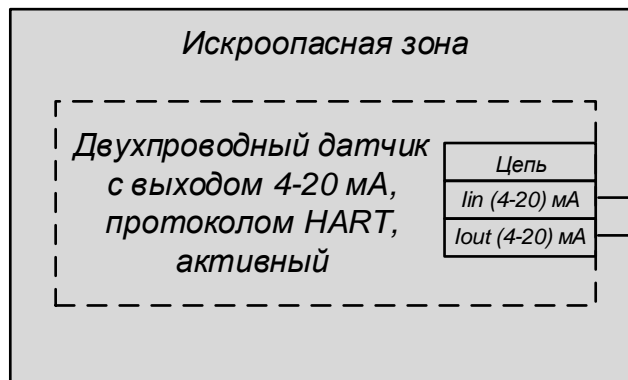 Искроопасная зона
Двухпроводный датчик
с выходом 4-20 мА,
протоколом HART,
активный
Цепь
Iin (4-20) мА
Iout (4-20) мА